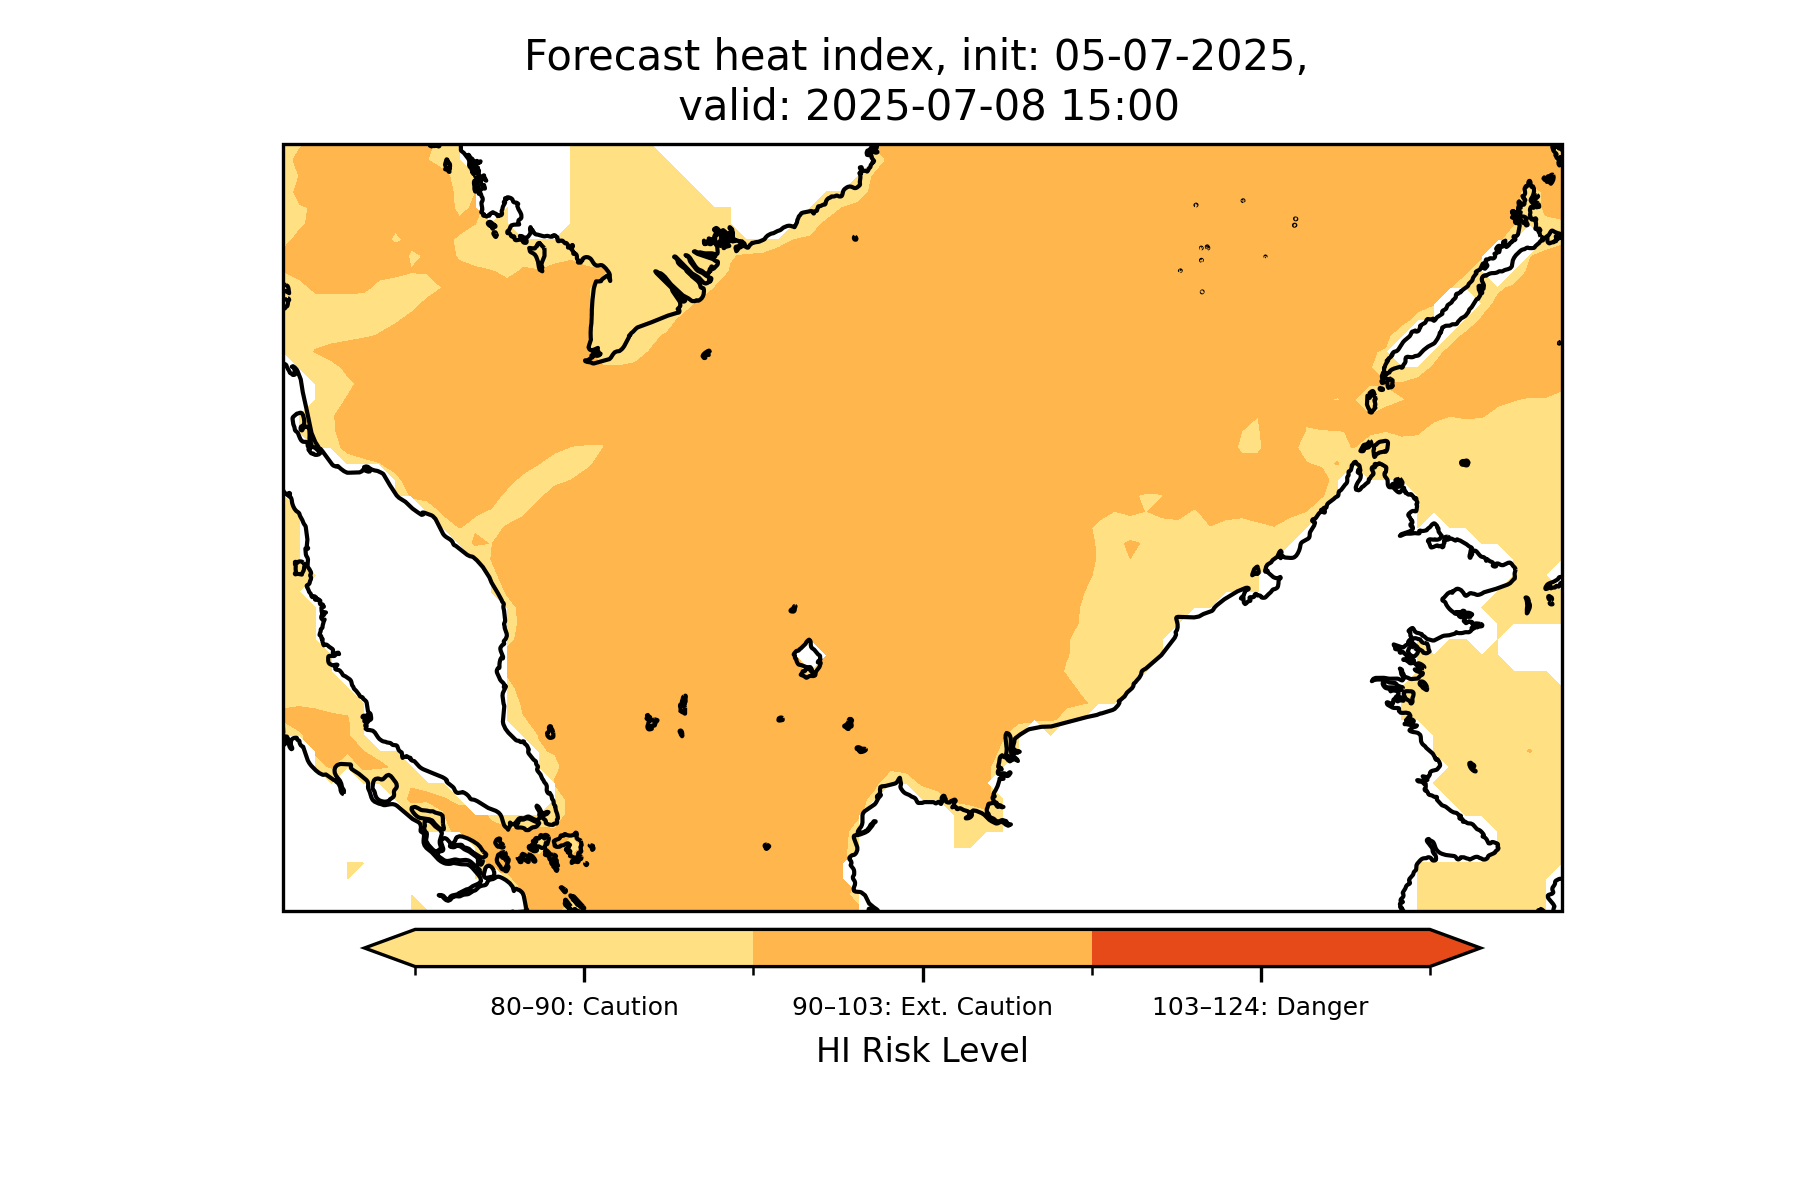 Forecast heat index, init: 05-07-2025,
valid: 2025-07-08 15:00
80–90: Caution
90–103: Ext. Caution
103–124: Danger
HI Risk Level